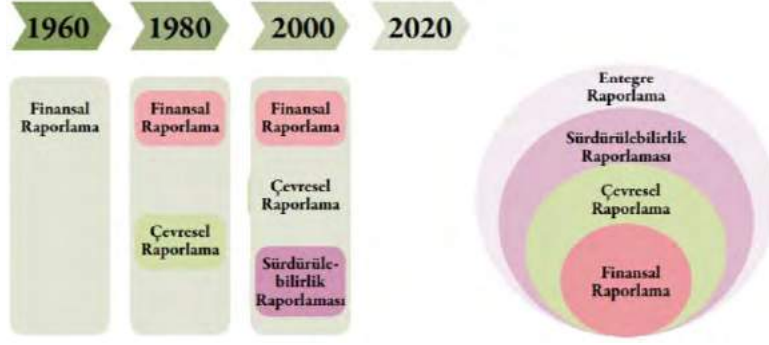 1960
1980
2000
2020
Finansal
Raporlama
Finansal
Raporlama
Çevresel
Raporlama
Finansal
Raporlama
Çevresel
Raporlama
Sürdürüle-
bilirlik
Raporlaması
Entegre
Raporlama
Sürdürülebilirlik
Raporlaması
Çevresel
Raporlama
Finansal
Raporlama